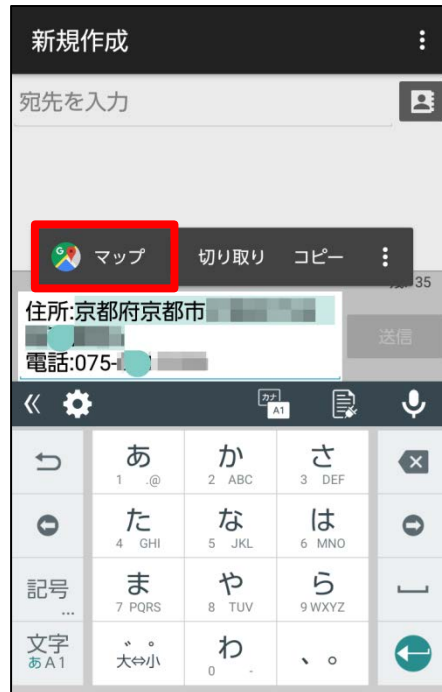 新規作成
宛先を入力
マップ 切り取り コピー
35
住所:京都府京都市
電話:075-
送信
カナ A1
あ か さ
1 .@ 2 ABC 3 DEF
た な は
4 GHI 5 JKL 6 MNO
記号 ま や ら
... 7 PQRS 8 TUV 9 WXYZ
文字 ゛゜ わ 、。
あA1 大⇔小 0 -